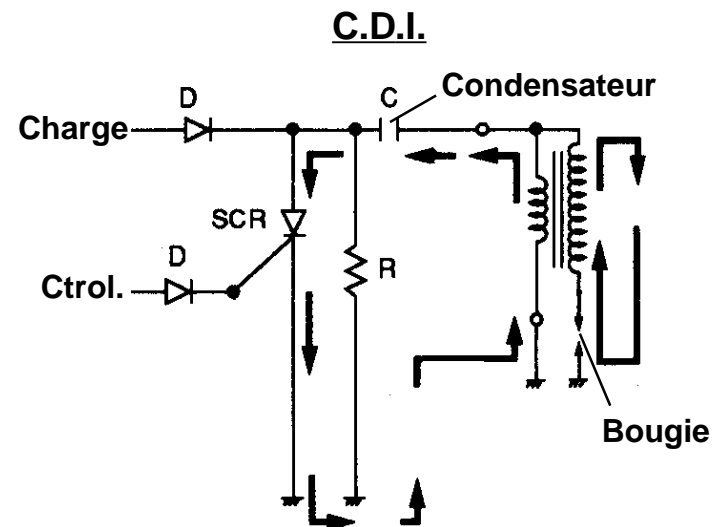 C.D.I.
Condensateur
D
C
Charge
SCR
D
R
Ctrol.
Bougie